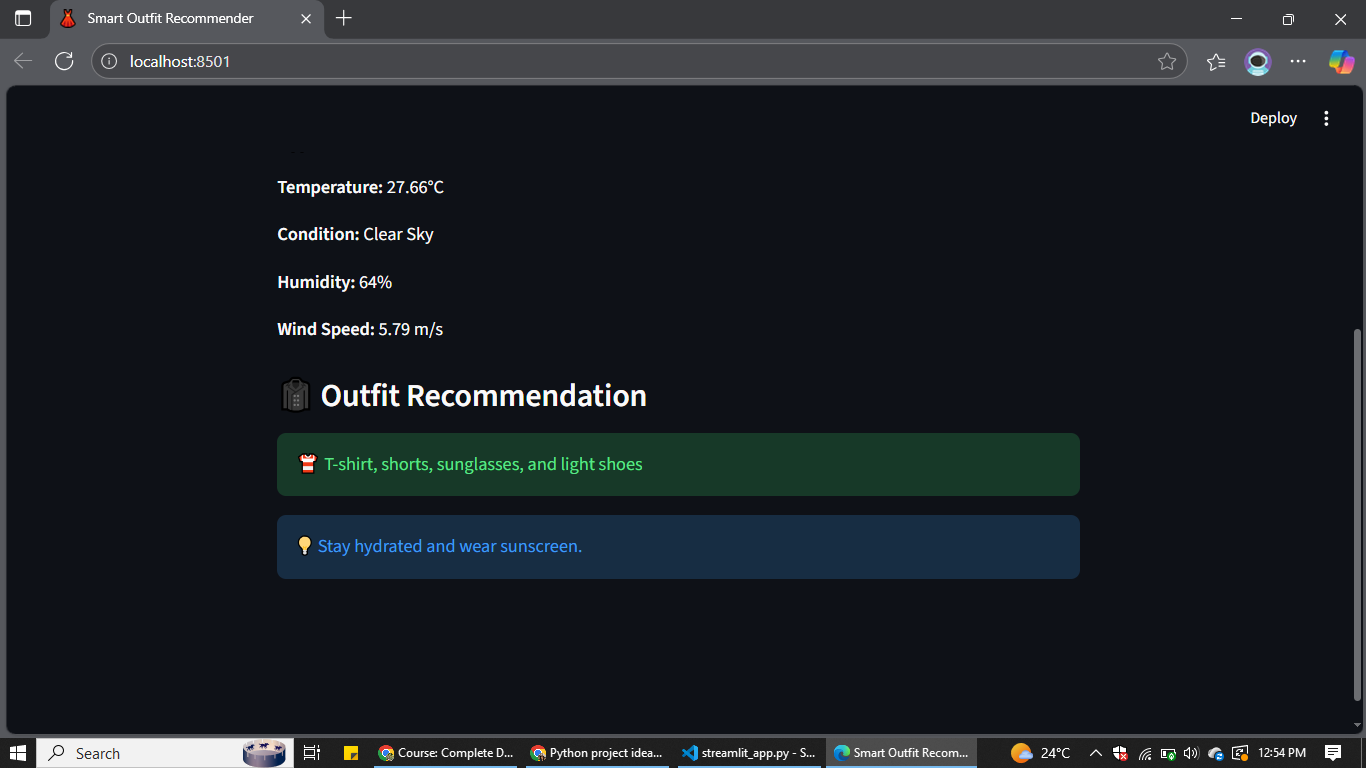 Smart Outfit Recommender
localhost:8501
Deploy
Temperature: 27.66°C
Condition: Clear Sky
Humidity: 64%
Wind Speed: 5.79 m/s
Outfit Recommendation
T-shirt, shorts, sunglasses, and light shoes
Stay hydrated and wear sunscreen.
Search
Course: Complete D...
Python project idea...
streamlit_app.py - S...
Smart Outfit Recom...
24°C
12:54 PM